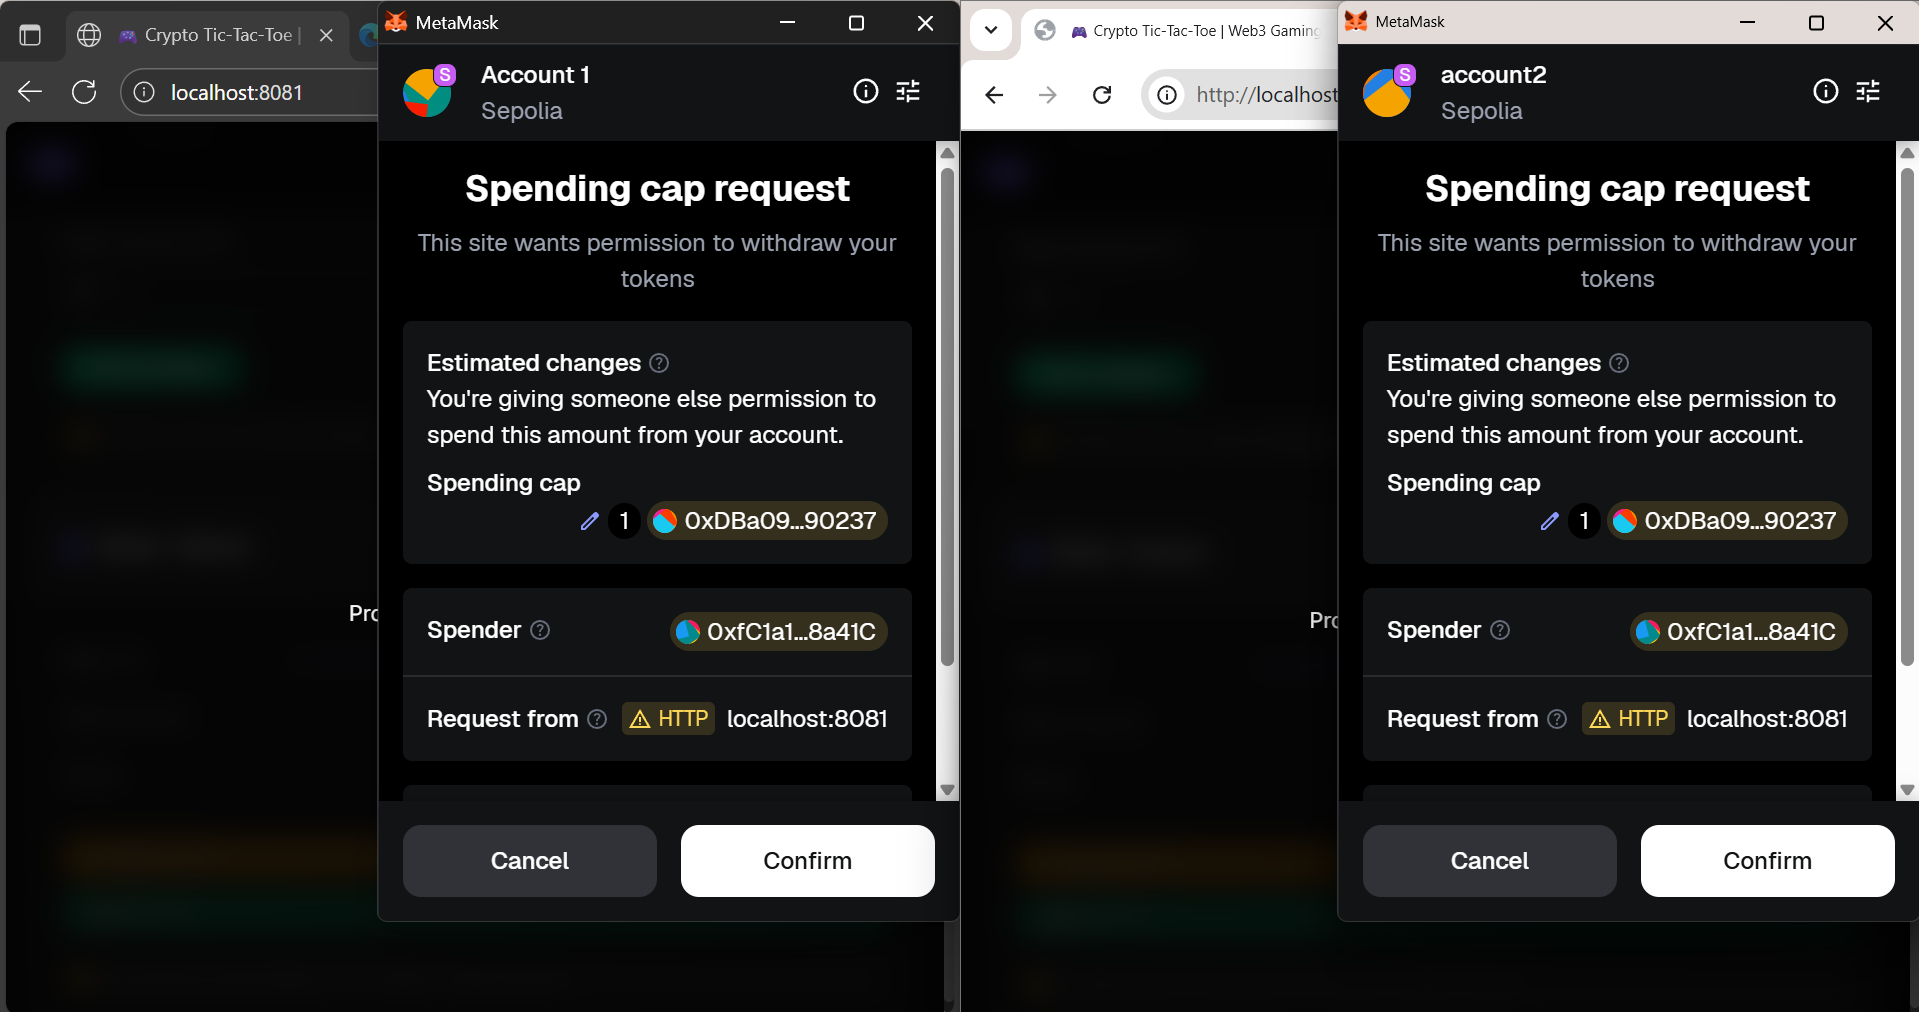 Crypto Tic-Tac-Toe |
localhost:8081
MetaMask
S
Account 1
Sepolia
Spending cap request
This site wants permission to withdraw your
tokens
Estimated changes
You're giving someone else permission to
spend this amount from your account.
Spending cap
1 0xDBa09...90237
Spender 0xfC1a1...8a41C
Request from HTTP localhost:8081
Cancel Confirm
Crypto Tic-Tac-Toe | Web3 Gaming
http://localhost
MetaMask
S
account2
Sepolia
Spending cap request
This site wants permission to withdraw your
tokens
Estimated changes
You're giving someone else permission to
spend this amount from your account.
Spending cap
1 0xDBa09...90237
Spender 0xfC1a1...8a41C
Request from HTTP localhost:8081
Cancel Confirm